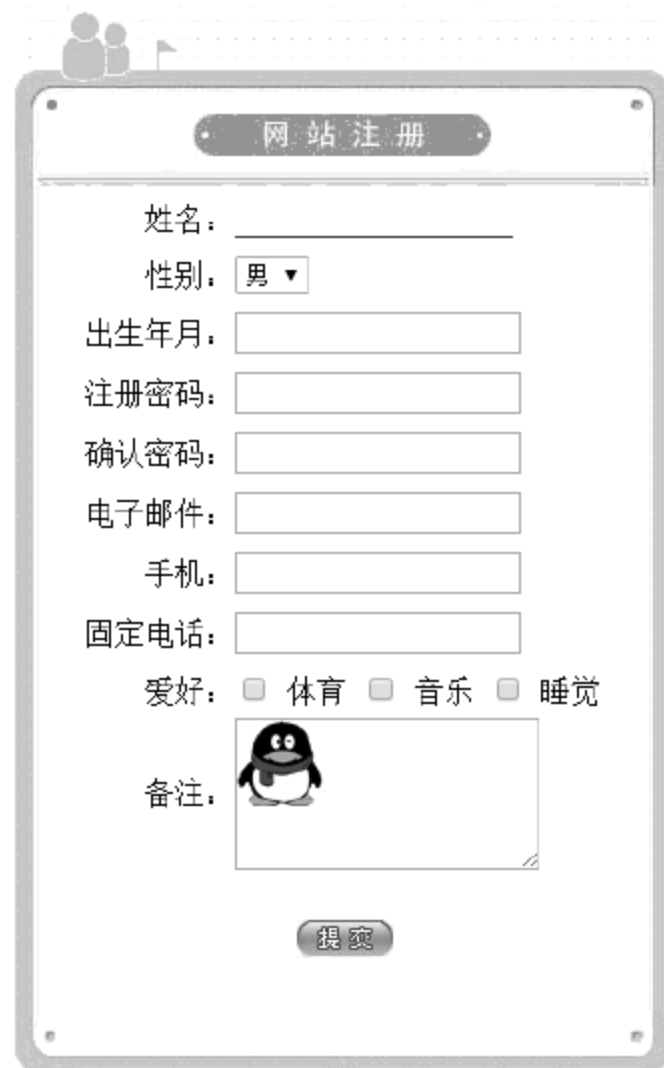 网站注册
姓名：
性别：男
出生年月：
注册密码：
确认密码：
电子邮件：
手机：
固定电话：
爱好： 体育 音乐 睡觉
备注：
提交